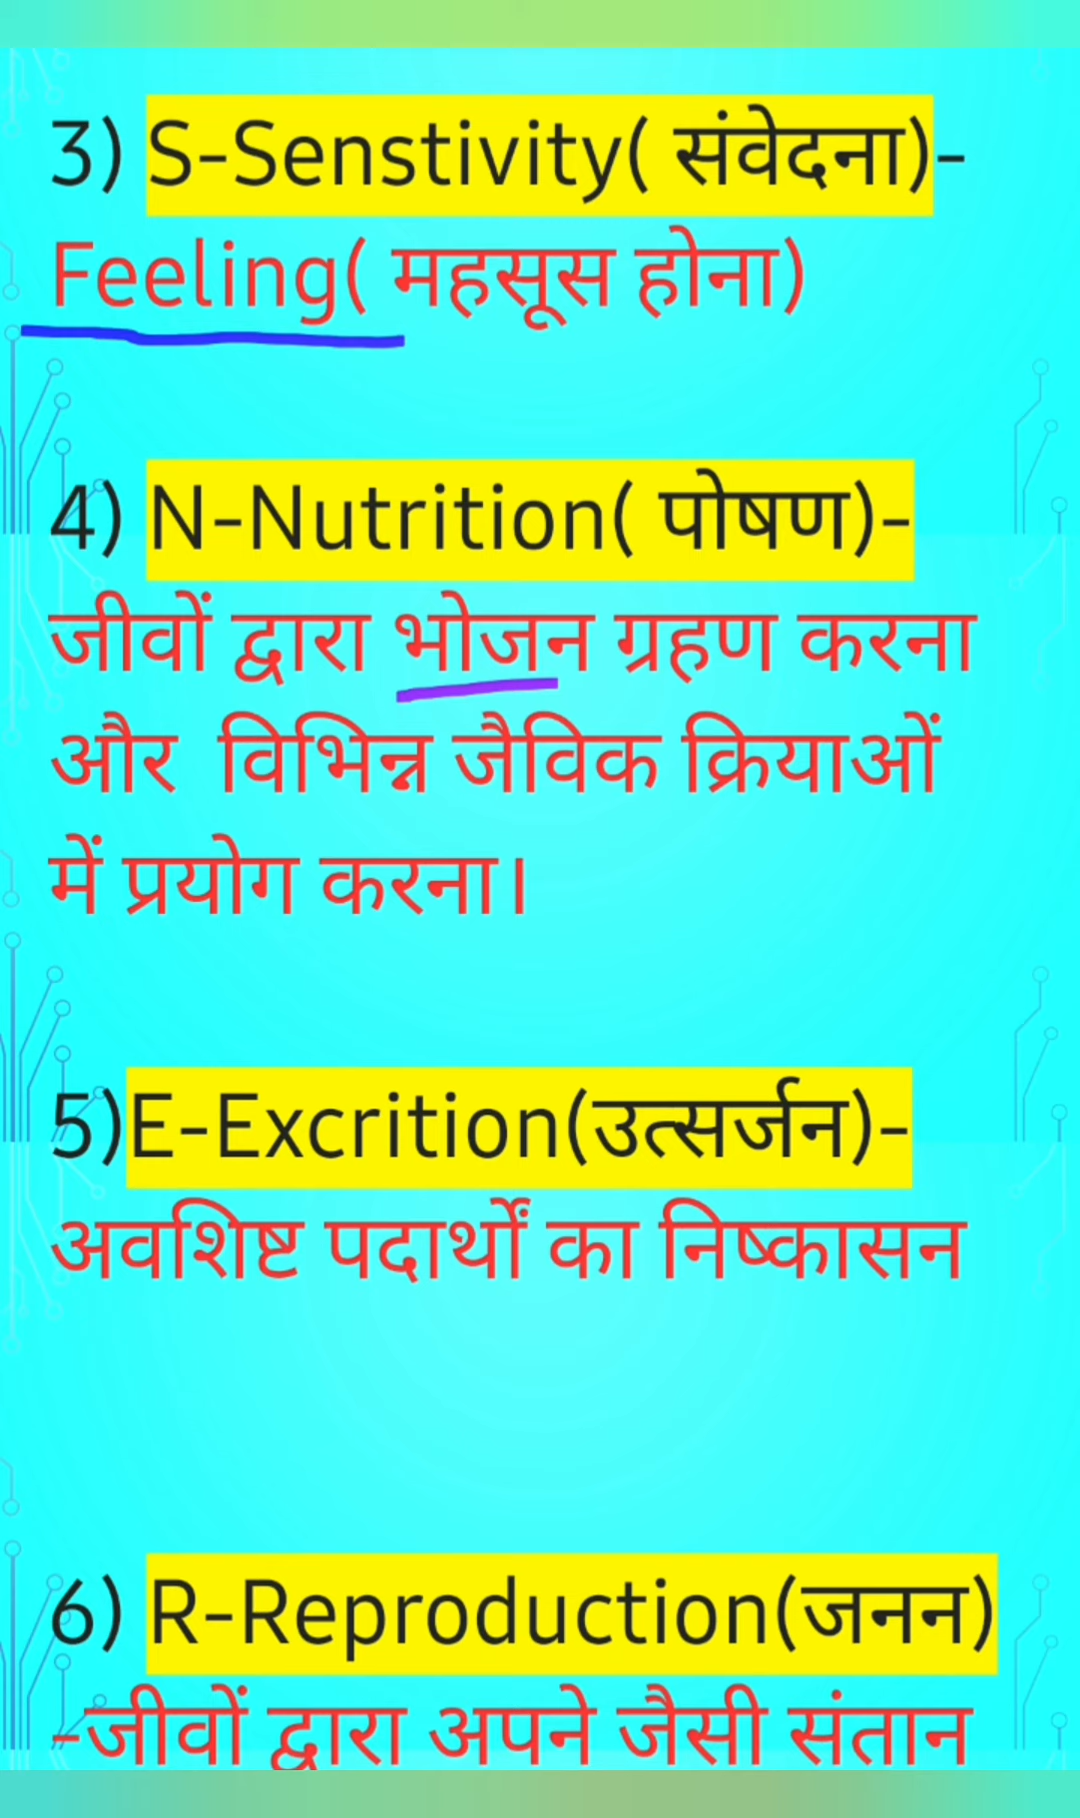 3) S-Senstivity( संवेदना)-
Feeling( महसूस होना)
4) N-Nutrition( पोषण)-
जीवों द्वारा भोजन ग्रहण करना
और  विभिन्न जैविक क्रियाओं
में प्रयोग करना।
5)E-Excrition(उत्सर्जन)-
अवशिष्ट पदार्थों का निष्कासन
6) R-Reproduction(जनन)
-जीवों द्वारा अपने जैसी संतान